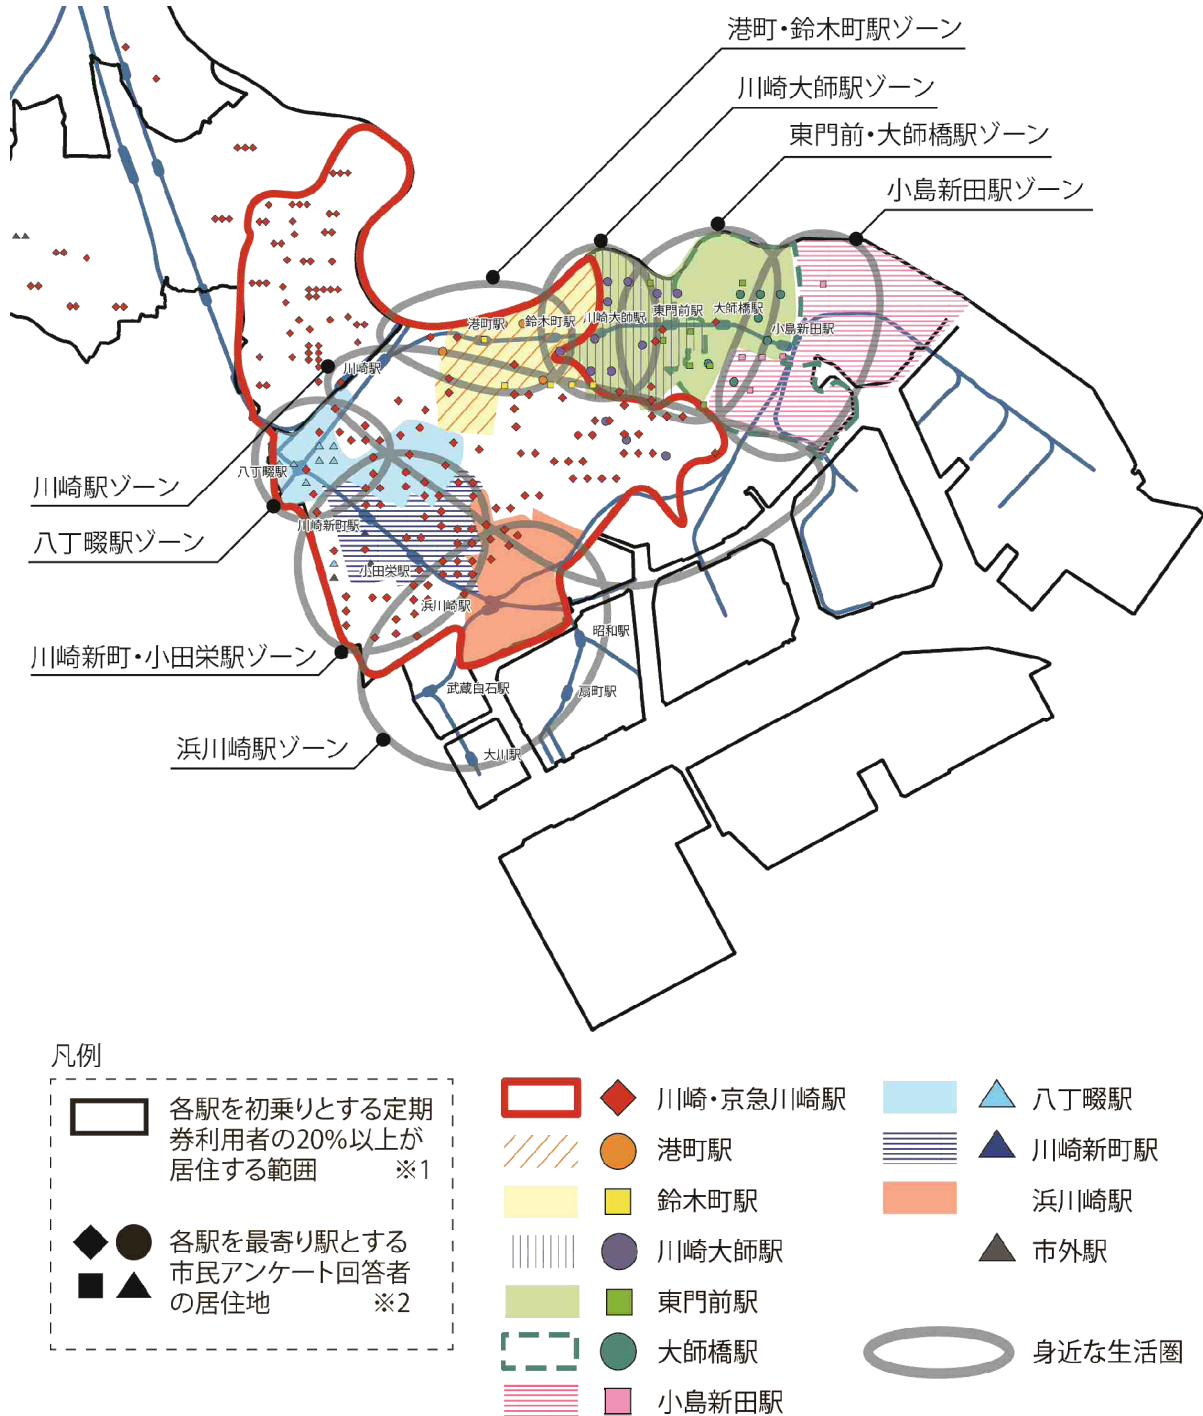 港町・鈴木町駅ゾーン
川崎大師駅ゾーン
東門前・大師橋駅ゾーン
小島新田駅ゾーン
港町駅
鈴木町駅
川崎大師駅
東門前駅
大師橋駅
小島新田駅
川崎駅
八丁畷駅
川崎駅ゾーン
川崎新町駅
八丁畷駅ゾーン
小田栄駅
浜川崎駅
昭和駅
川崎新町・小田栄駅ゾーン
武蔵白石駅
扇町駅
浜川崎駅ゾーン
大川駅
凡例
各駅を初乗りとする定期
券利用者の20%以上が
居住する範囲 ※1
各駅を最寄り駅とする
市民アンケート回答者
の居住地 ※2
川崎・京急川崎駅
港町駅
鈴木町駅
川崎大師駅
東門前駅
大師橋駅
小島新田駅
八丁畷駅
川崎新町駅
浜川崎駅
市外駅
身近な生活圏